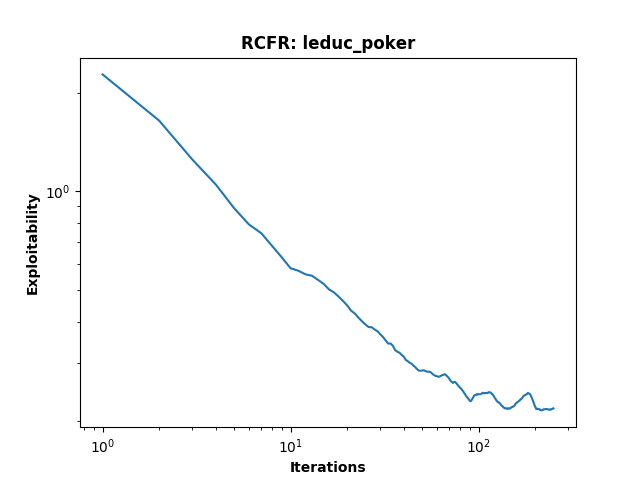 RCFR: leduc_poker
Exploitability
10⁰
10⁰
10¹
10²
Iterations